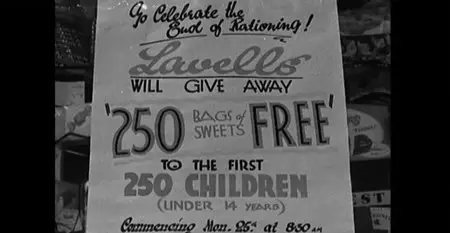 To Celebrate the
End of Rationing!
Lavells
WILL GIVE AWAY
'250 BAGS of SWEETS FREE'
TO THE FIRST
250 CHILDREN
(UNDER 14 YEARS)
Commencing Mon. 25th at 8:30 AM